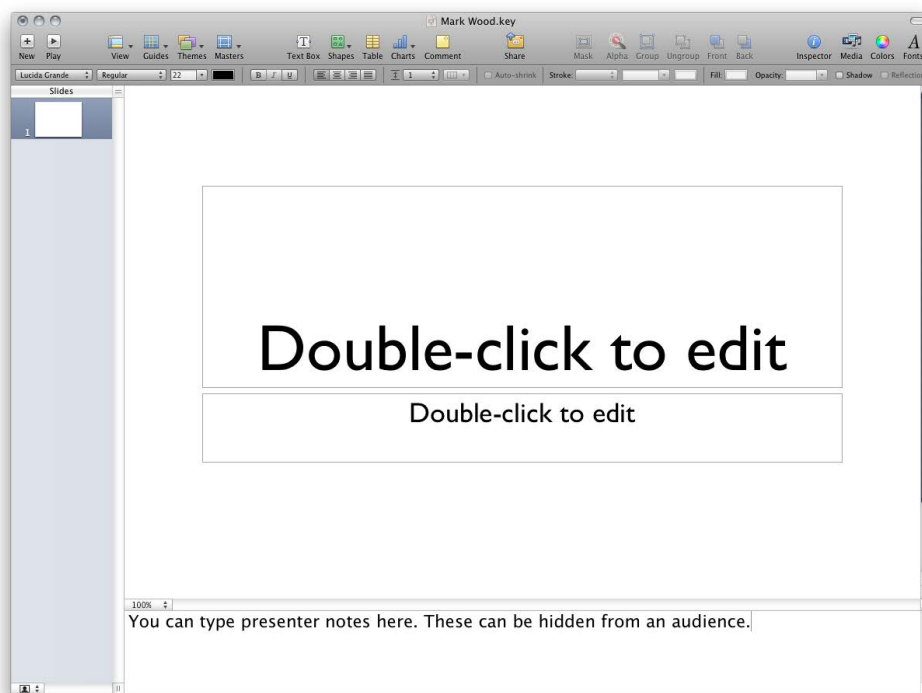 Mark Wood.key
New Play View Guides Themes Masters Text Box Shapes Table Charts Comment Share Mask Alpha Group Ungroup Front Back Inspector Media Colors Fonts
Lucida Grande Regular 22 B I U 1 Auto-shrink Stroke: Fill: Opacity: Shadow Reflection
Slides
1
Double-click to edit
Double-click to edit
100%
You can type presenter notes here. These can be hidden from an audience.